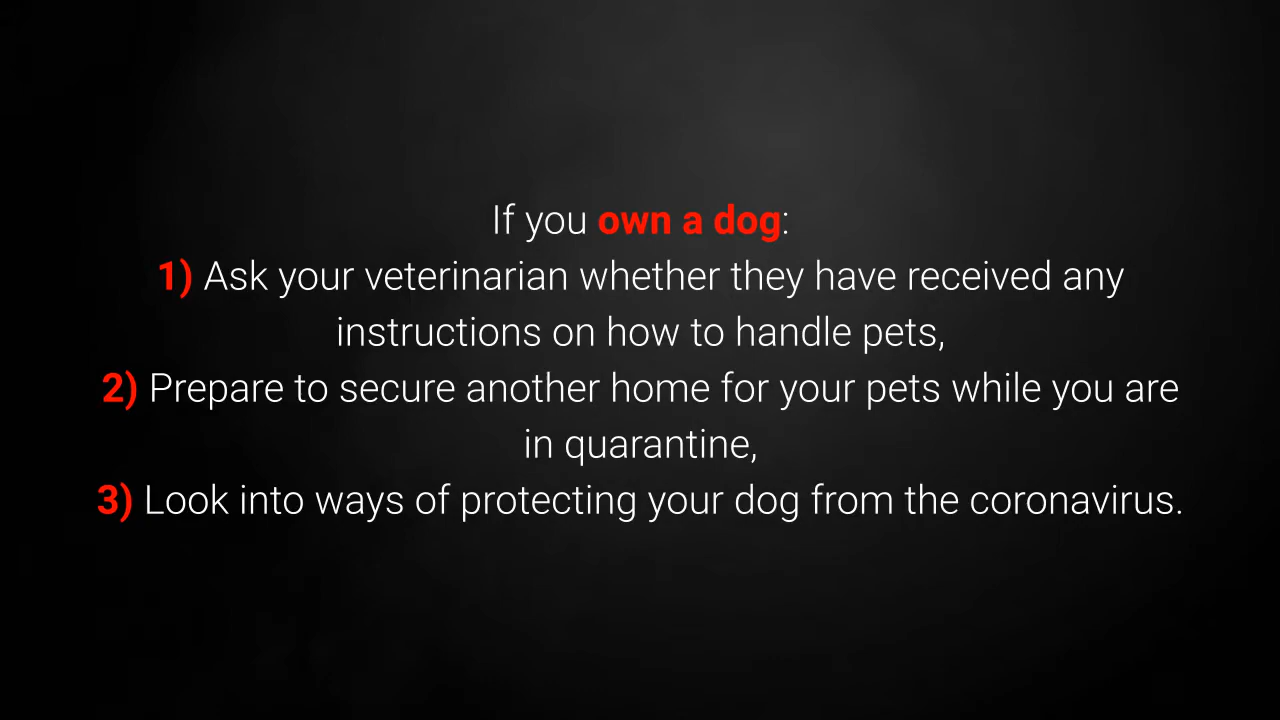 If you own a dog:
1) Ask your veterinarian whether they have received any
instructions on how to handle pets,
2) Prepare to secure another home for your pets while you are
in quarantine,
3) Look into ways of protecting your dog from the coronavirus.